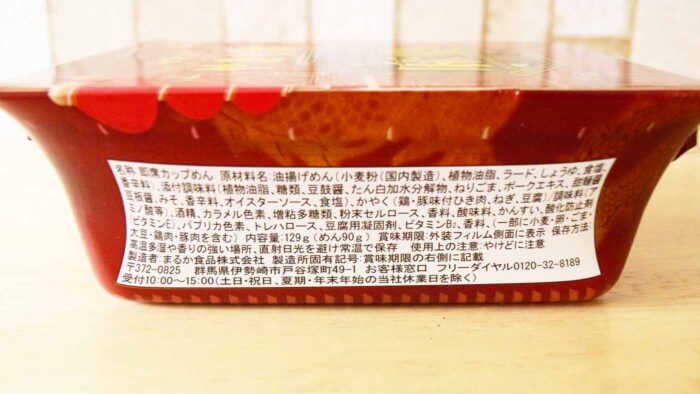 名称 即席カップめん 原材料名:油揚げめん(小麦粉(国内製造)、植物油脂、ラード、しょうゆ、食塩、
香辛料)、添付調味料(植物油脂、糖類、豆鼓醤、たん白加水分解物、ねりごま、ポークエキス、甜麺醤、
豆板醤、みそ、香辛料、オイスターソース、食塩)、かやく(鶏・豚味付ひき肉、ねぎ、豆腐)/調味料(ア
ミノ酸等)、酒精、カラメル色素、増粘多糖類、粉末セルロース、香料、酸味料、かんすい、酸化防止剤
(ビタミンE)、パプリカ色素、トレハロース、豆腐用凝固剤、ビタミンB2、香料、(一部に小麦・卵・ごま・
大豆・鶏肉・豚肉を含む) 内容量:129g(めん90g) 賞味期限:外装フィルム側面に表示 保存方法:
高温多湿や香りの強い場所、直射日光を避け常温で保存 使用上の注意:やけどに注意
製造者:まるか食品株式会社 製造所固有記号:賞味期限の右側に記載
〒372-0825 群馬県伊勢崎市戸谷塚町49-1 お客様窓口 フリーダイヤル0120-32-8189
受付10:00~15:00(土日・祝日、夏期・年末年始の当社休業日を除く)